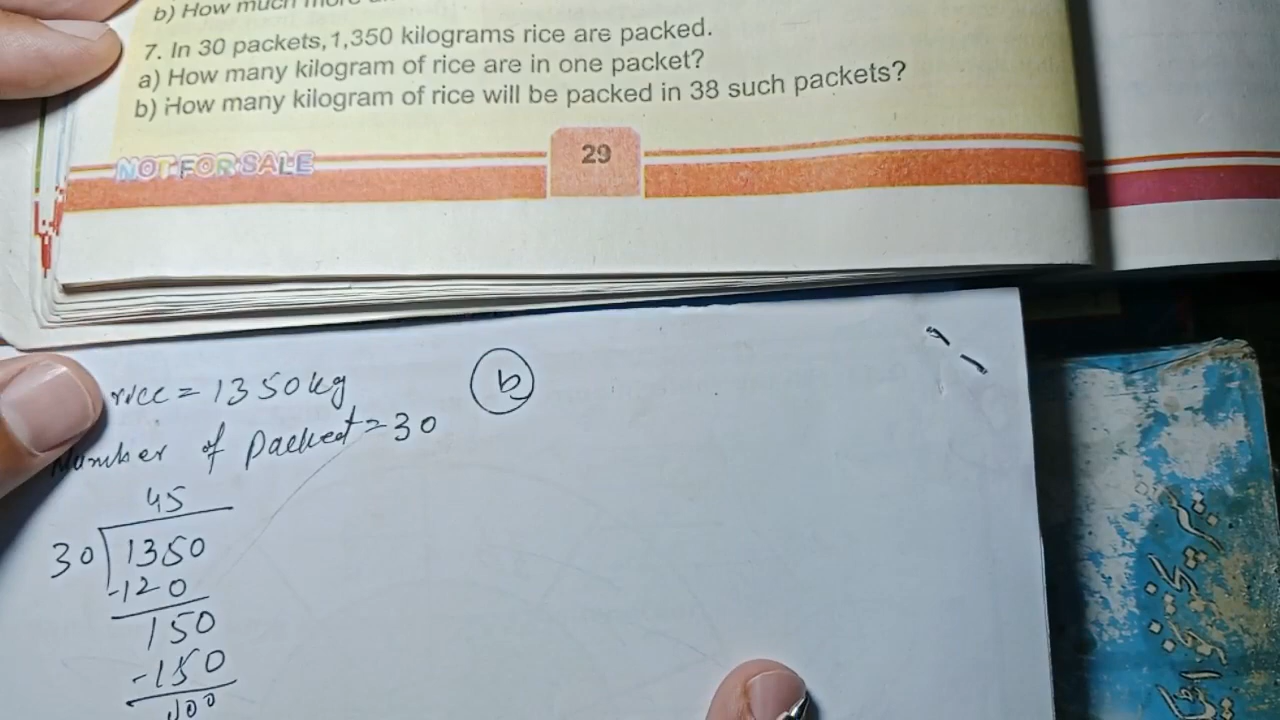 b) How much more
7. In 30 packets, 1,350 kilograms rice are packed.
a) How many kilogram of rice are in one packet?
b) How many kilogram of rice will be packed in 38 such packets?
NOT FOR SALE
29
rice = 1350kg
Number of Packet = 30
b
45
30 1350
-120
150
-150